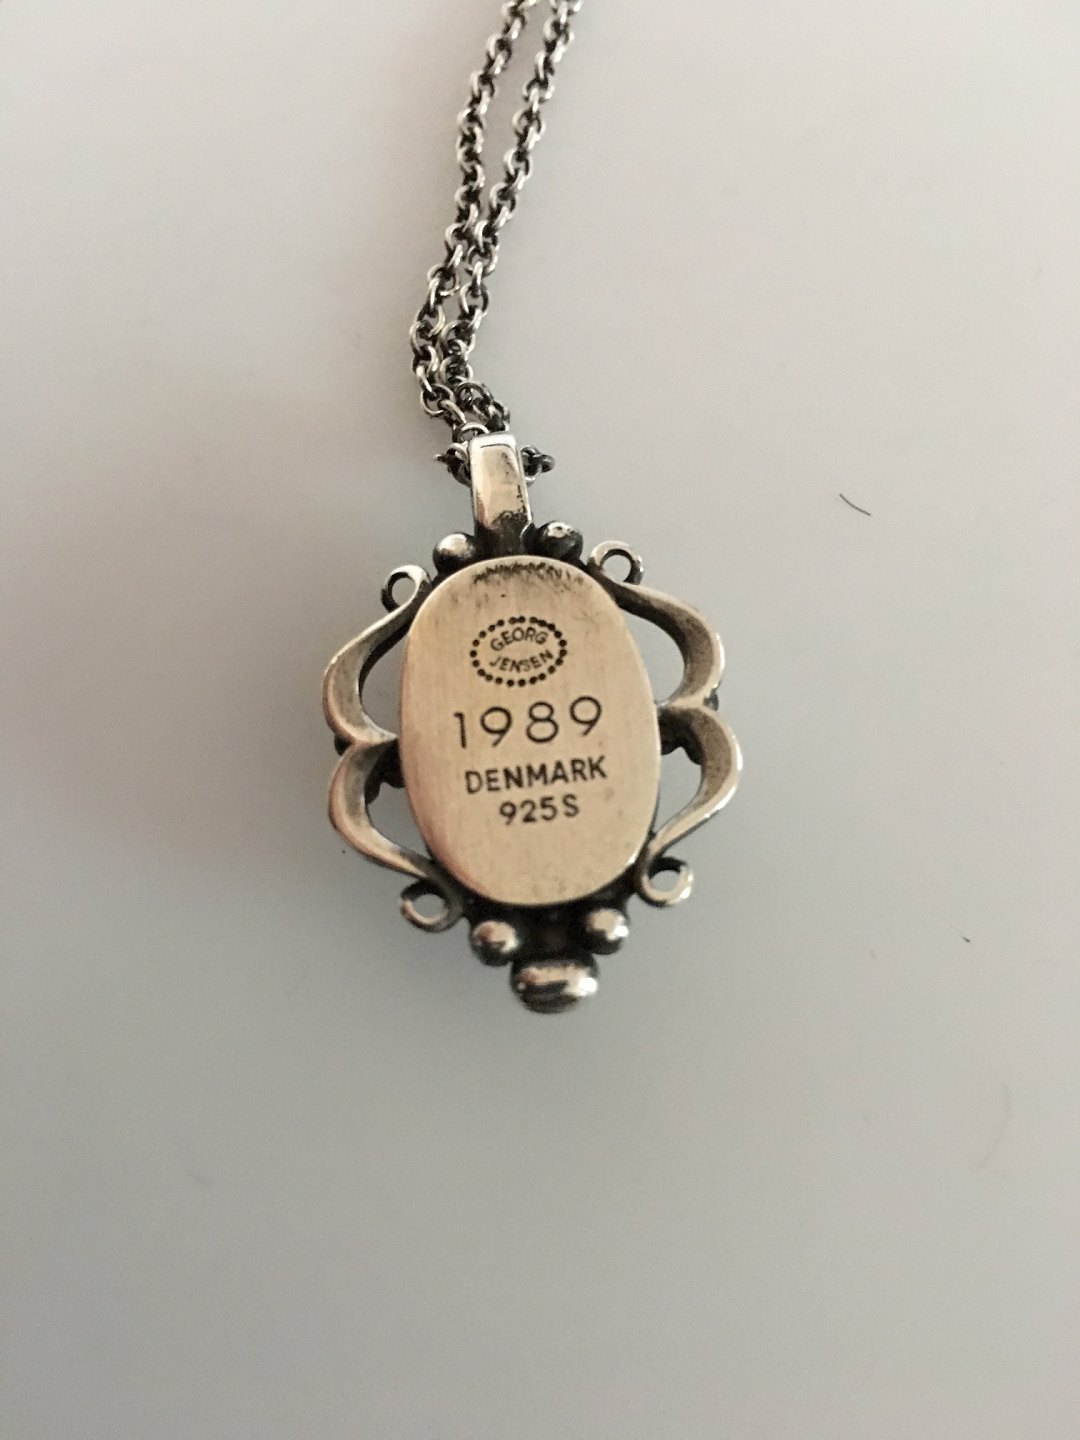 GEORG
JENSEN
1989
DENMARK
925S